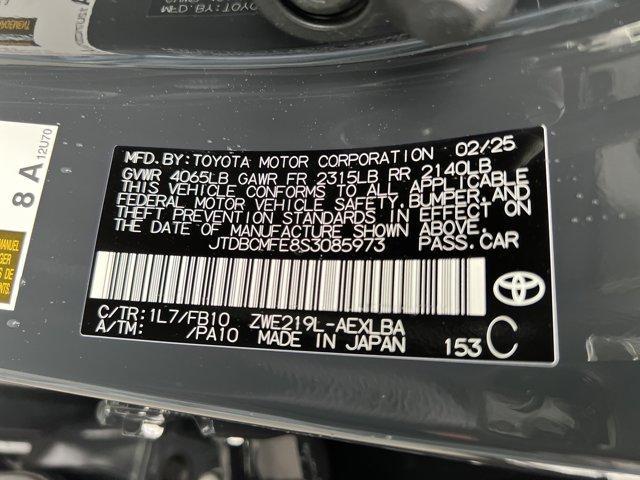 MFD.BY:TOYOTA MOTOR CORPORATION 02/25
GVWR 4065LB GAWR FR 2315LB RR 2140LB
THIS VEHICLE CONFORMS TO ALL APPLICABLE
FEDERAL MOTOR VEHICLE SAFETY,BUMPER,AND
THEFT PREVENTION STANDARDS IN EFFECT ON
THE DATE OF MANUFACTURE SHOWN ABOVE.
JTDBCMFE8S3085973 PASS.CAR
C/TR:1L7/FB10 ZWE219L-AEXLBA
A/TM: /PA10 MADE IN JAPAN 153 C
8 A
12U70